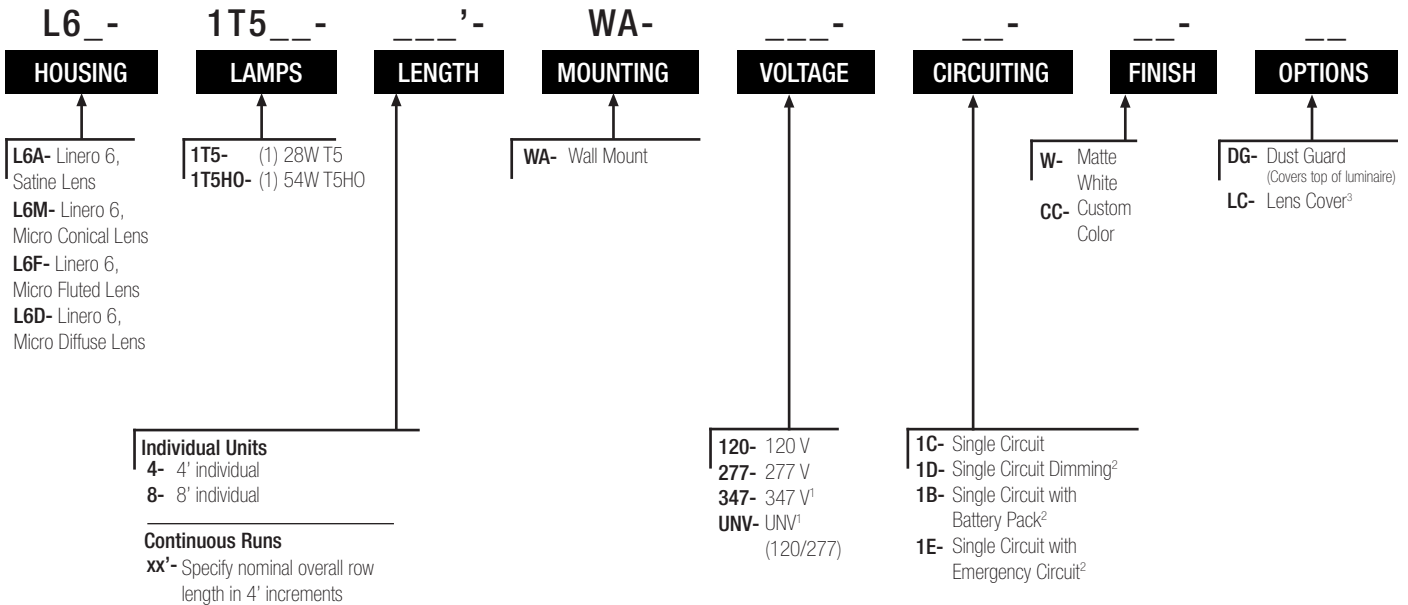 L6_- 1T5__- ___’- WA- ___- __- __- __
HOUSING LAMPS LENGTH MOUNTING VOLTAGE CIRCUITING FINISH OPTIONS
L6A- Linero 6,
Satine Lens
L6M- Linero 6,
Micro Conical Lens
L6F- Linero 6,
Micro Fluted Lens
L6D- Linero 6,
Micro Diffuse Lens
1T5- (1) 28W T5
1T5HO- (1) 54W T5HO
WA- Wall Mount
W- Matte
White
CC- Custom
Color
DG- Dust Guard
(Covers top of luminaire)
LC- Lens Cover³
Individual Units
4- 4' individual
8- 8' individual
Continuous Runs
xx'- Specify nominal overall row
length in 4' increments
120- 120 V
277- 277 V
347- 347 V¹
UNV- UNV¹
(120/277)
1C- Single Circuit
1D- Single Circuit Dimming²
1B- Single Circuit with
Battery Pack²
1E- Single Circuit with
Emergency Circuit²